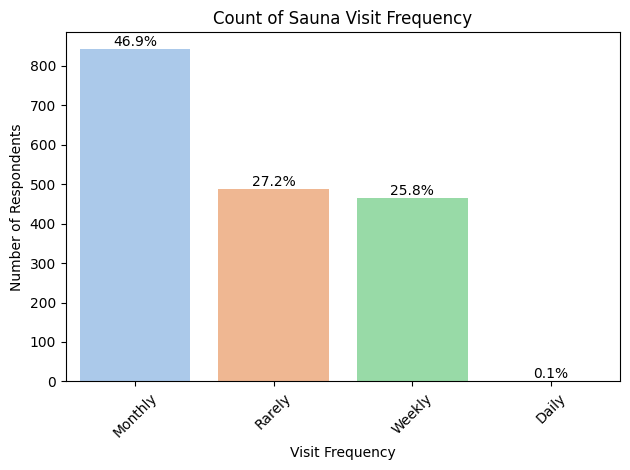 Count of Sauna Visit Frequency
46.9%
27.2%
25.8%
0.1%
800
700
600
500
400
300
200
100
0
Number of Respondents
Monthly
Rarely
Weekly
Daily
Visit Frequency